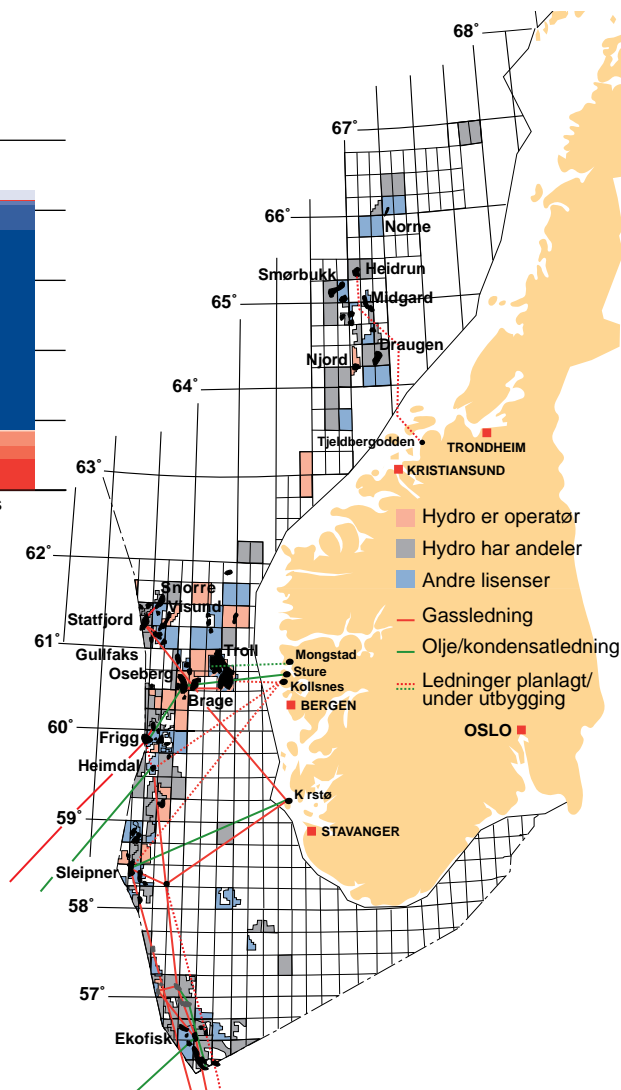 68˚
67˚
66˚
Norne
Smørbukk
Heidrun
65˚
Midgard
Draugen
Njord
64˚
Tjeldbergodden
TRONDHEIM
63˚
KRISTIANSUND
s
Hydro er operatør
62˚
Hydro har andeler
Andre lisenser
Snorre
Visund
Statfjord
Gassledning
61˚
Olje/kondensatledning
Gullfaks
Troll
Mongstad
Oseberg
Sture
Kollsnes
Ledninger planlagt/
under utbygging
Brage
BERGEN
60˚
Frigg
OSLO
Heimdal
K rstø
59˚
STAVANGER
Sleipner
58˚
57˚
Ekofisk